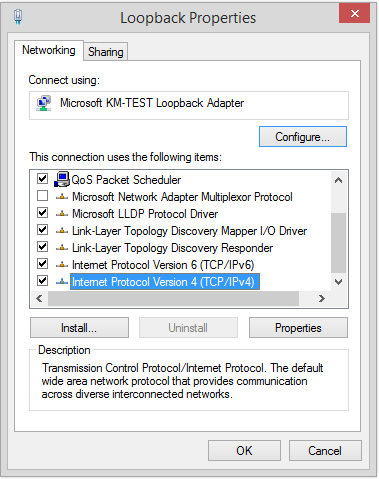 Loopback Properties
Networking
Sharing
Connect using:
Microsoft KM-TEST Loopback Adapter
Configure...
This connection uses the following items:
QoS Packet Scheduler
Microsoft Network Adapter Multiplexor Protocol
Microsoft LLDP Protocol Driver
Link-Layer Topology Discovery Mapper I/O Driver
Link-Layer Topology Discovery Responder
Internet Protocol Version 6 (TCP/IPv6)
Internet Protocol Version 4 (TCP/IPv4)
Install...
Uninstall
Properties
Description
Transmission Control Protocol/Internet Protocol. The default
wide area network protocol that provides communication
across diverse interconnected networks.
OK
Cancel